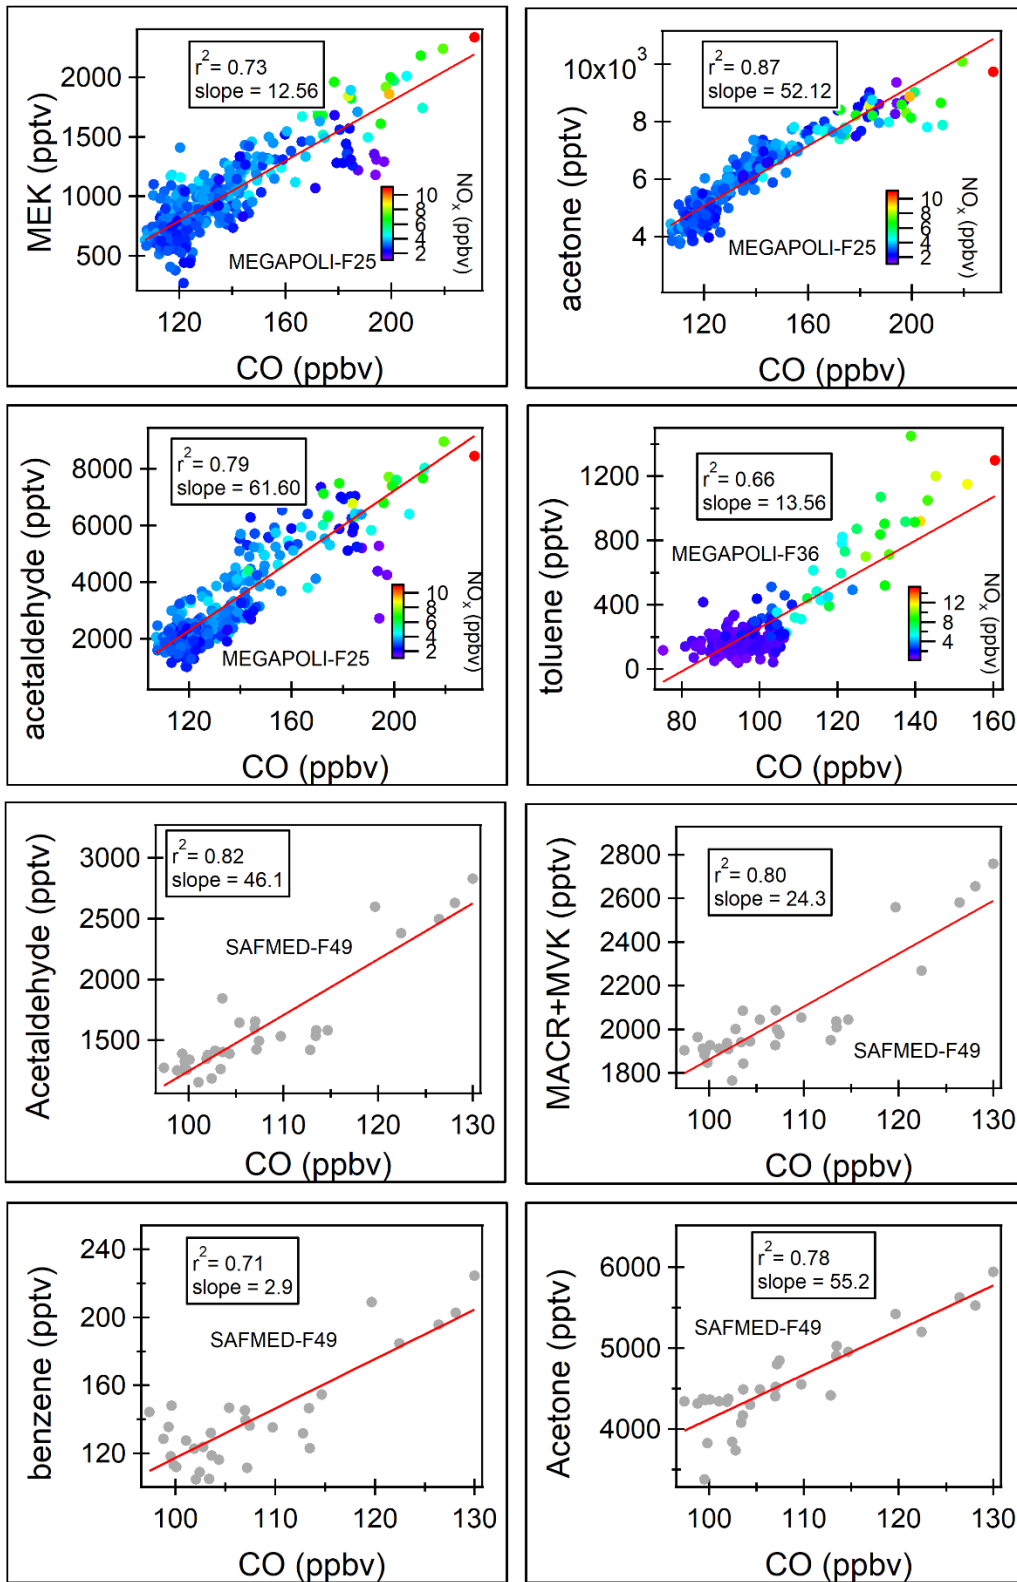 MEK (pptv)
2000
1500
1000
500
r² = 0.73
slope = 12.56
10
8
6
4
2
NOx (ppbv)
MEGAPOLI-F25
120 160 200
CO (ppbv)
acetone (pptv)
10x10³
8
6
4
r² = 0.87
slope = 52.12
10
8
6
4
2
NOx (ppbv)
MEGAPOLI-F25
120 160 200
CO (ppbv)
acetaldehyde (pptv)
8000
6000
4000
2000
r² = 0.79
slope = 61.60
10
8
6
4
2
NOx (ppbv)
MEGAPOLI-F25
120 160 200
CO (ppbv)
toluene (pptv)
1200
800
400
0
r² = 0.66
slope = 13.56
MEGAPOLI-F36
12
8
4
NOx (ppbv)
80 100 120 140 160
CO (ppbv)
Acetaldehyde (pptv)
3000
2500
2000
1500
r² = 0.82
slope = 46.1
SAFMED-F49
100 110 120 130
CO (ppbv)
MACR+MVK (pptv)
2800
2600
2400
2200
2000
1800
r² = 0.80
slope = 24.3
SAFMED-F49
100 110 120 130
CO (ppbv)
benzene (pptv)
240
200
160
120
r² = 0.71
slope = 2.9
SAFMED-F49
100 110 120 130
CO (ppbv)
Acetone (pptv)
6000
5000
4000
r² = 0.78
slope = 55.2
SAFMED-F49
100 110 120 130
CO (ppbv)